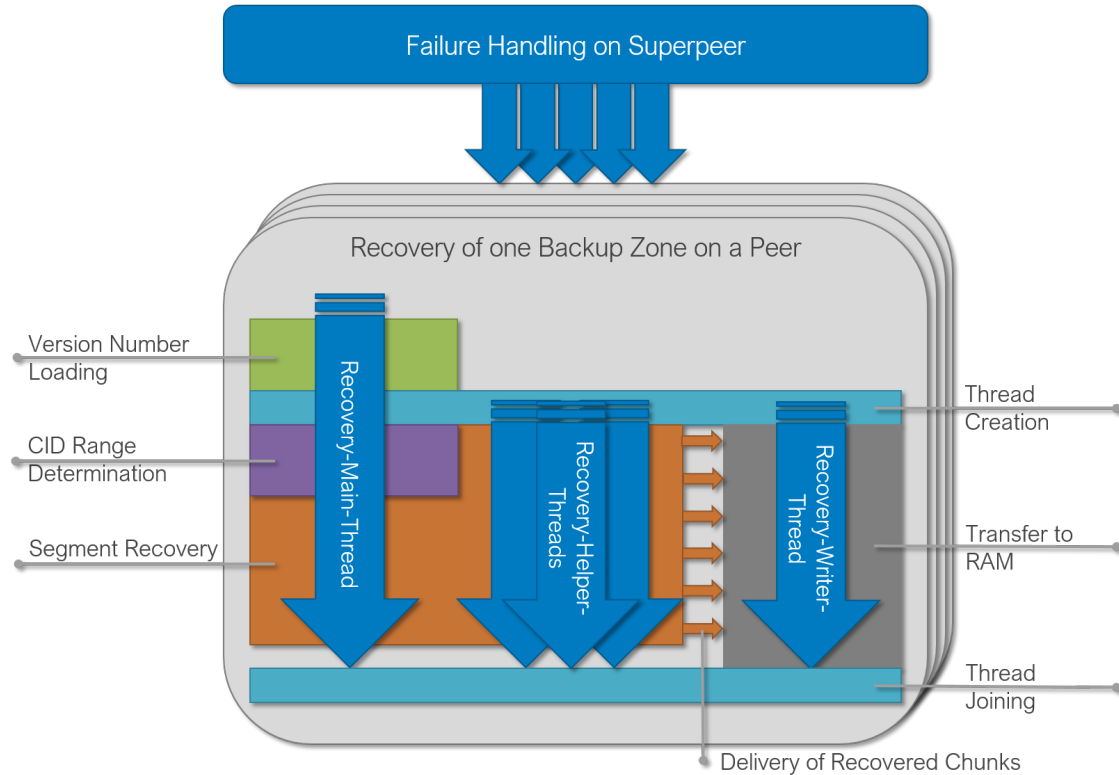 Failure Handling on Superpeer
Recovery of one Backup Zone on a Peer
Version Number
Loading
CID Range
Determination
Segment Recovery
Recovery-Main-Thread
Recovery-Helper-
Threads
Recovery-Writer-
Thread
Thread
Creation
Transfer to
RAM
Thread
Joining
Delivery of Recovered Chunks